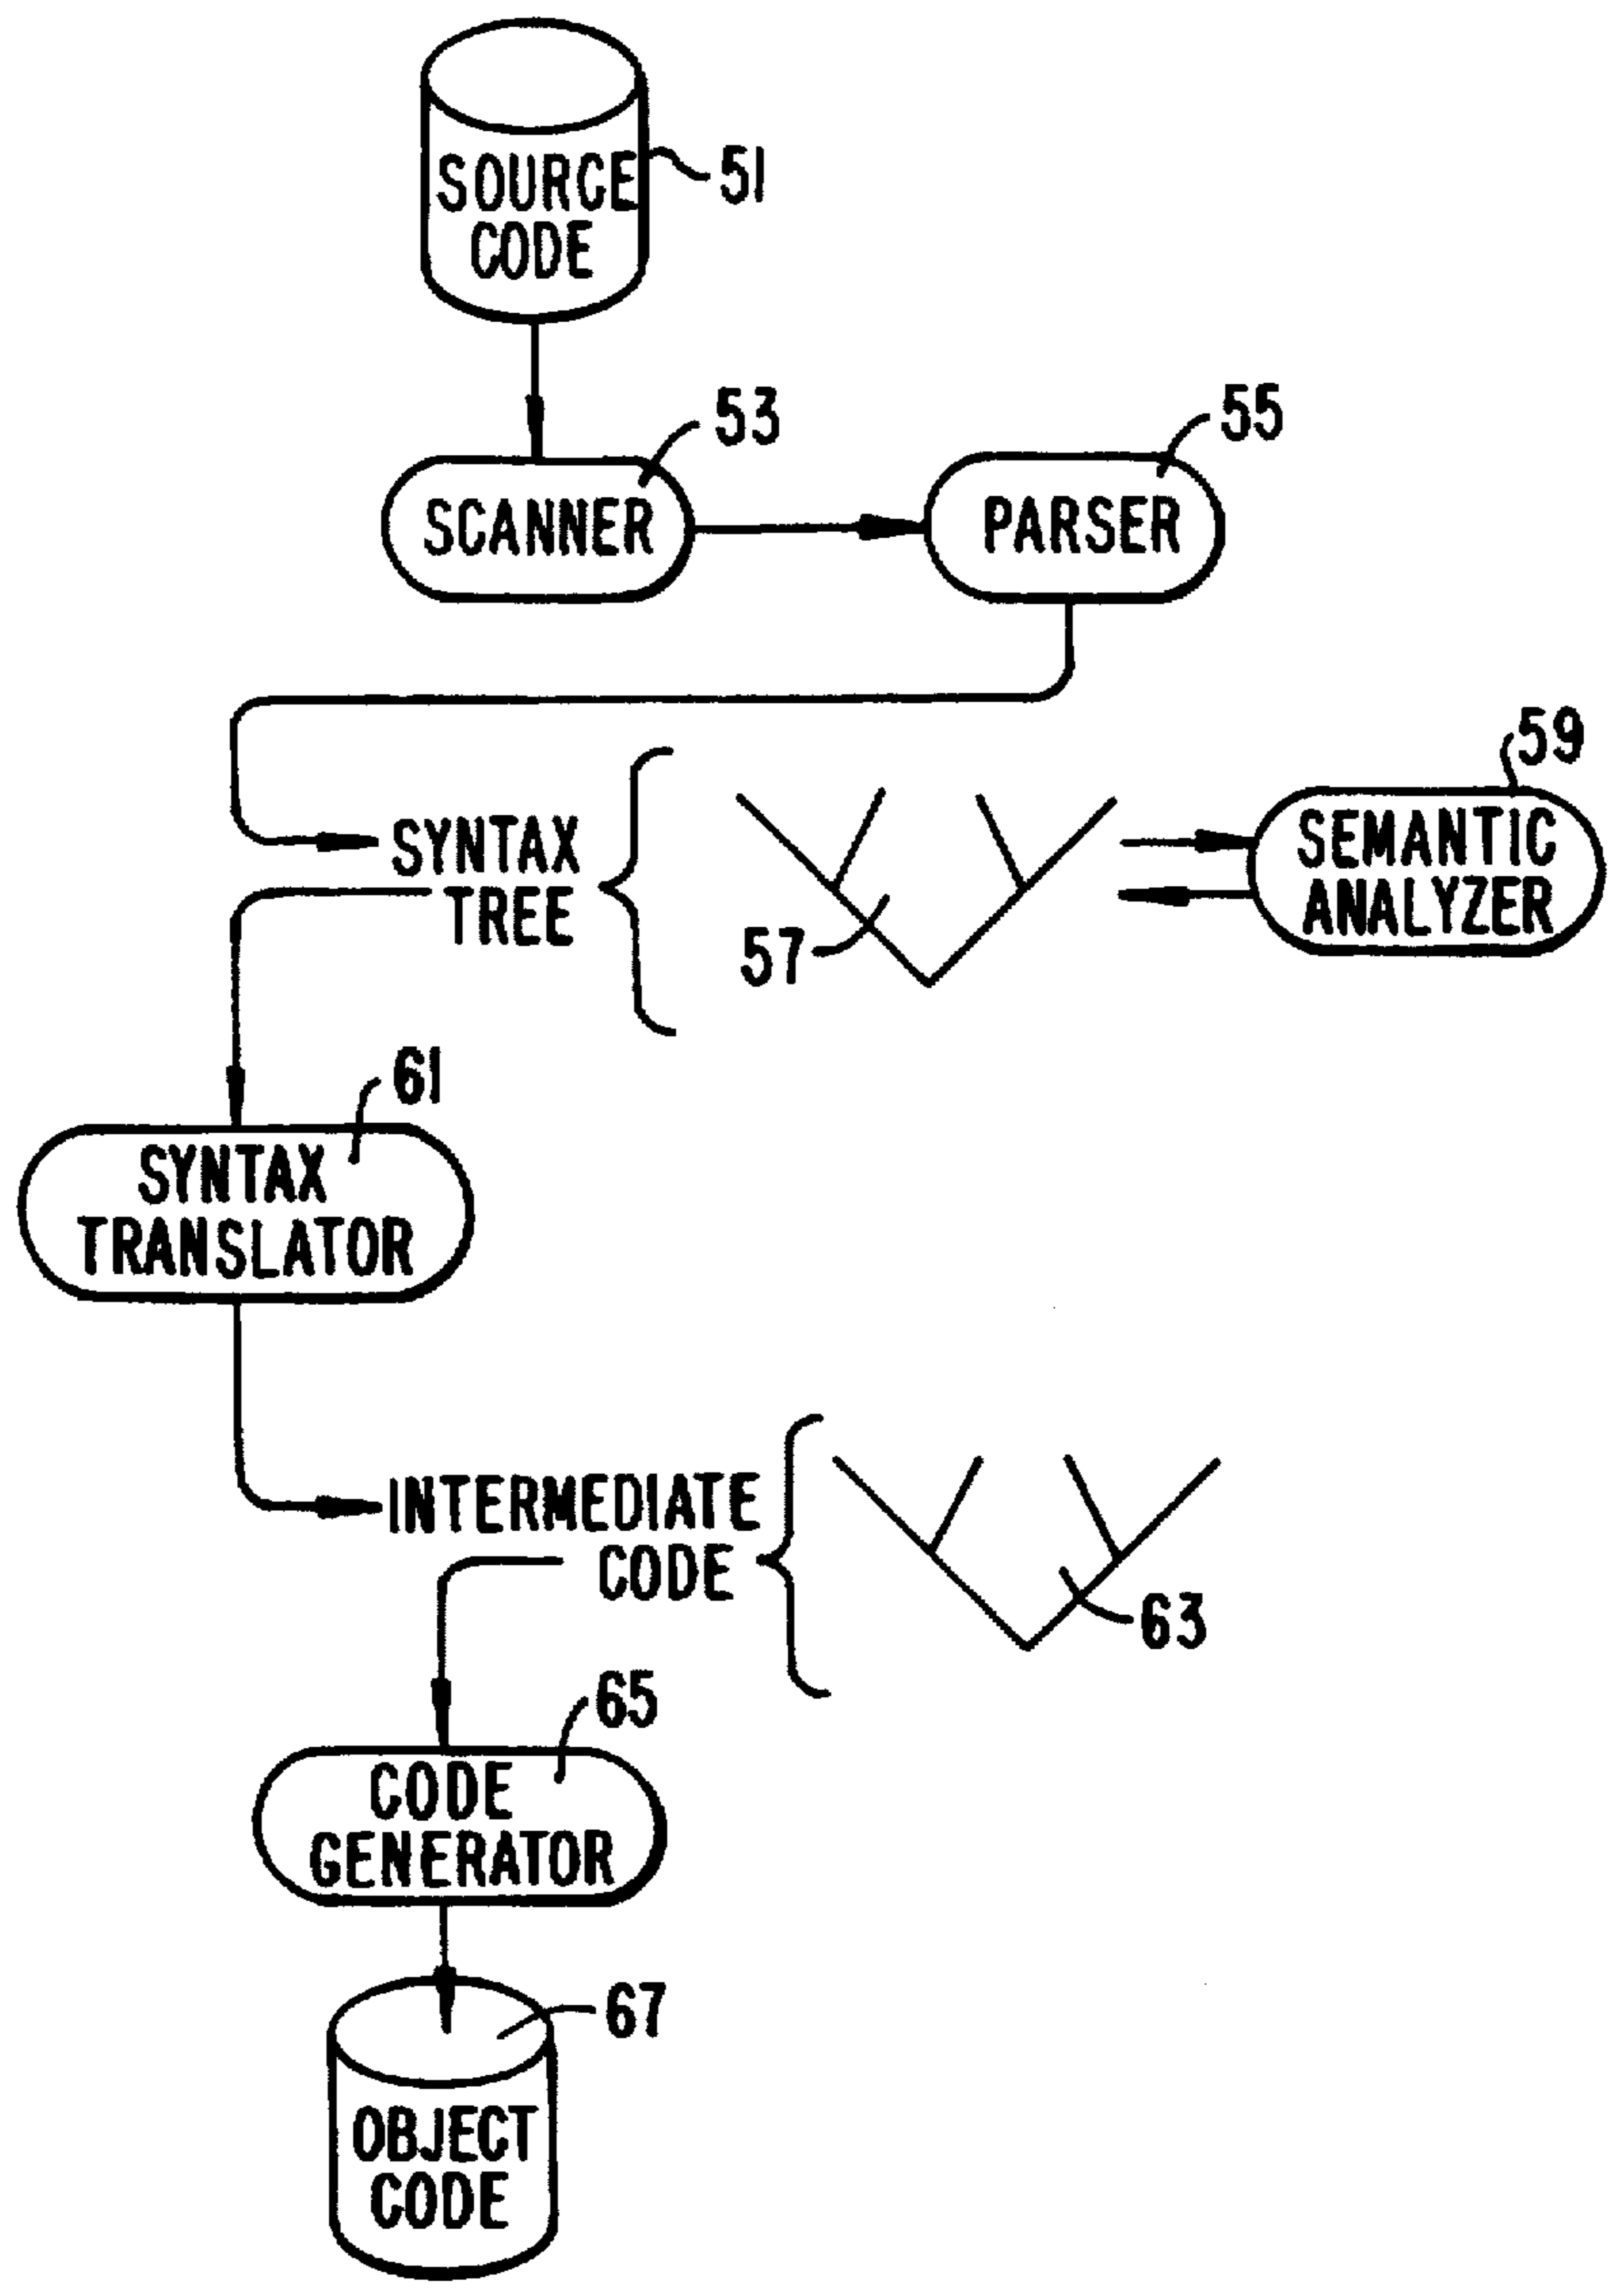 SOURCE
CODE
51
53
SCANNER
55
PARSER
SYNTAX
TREE
57
59
SEMANTIC
ANALYZER
61
SYNTAX
TRANSLATOR
INTERMEDIATE
CODE
63
65
CODE
GENERATOR
67
OBJECT
CODE